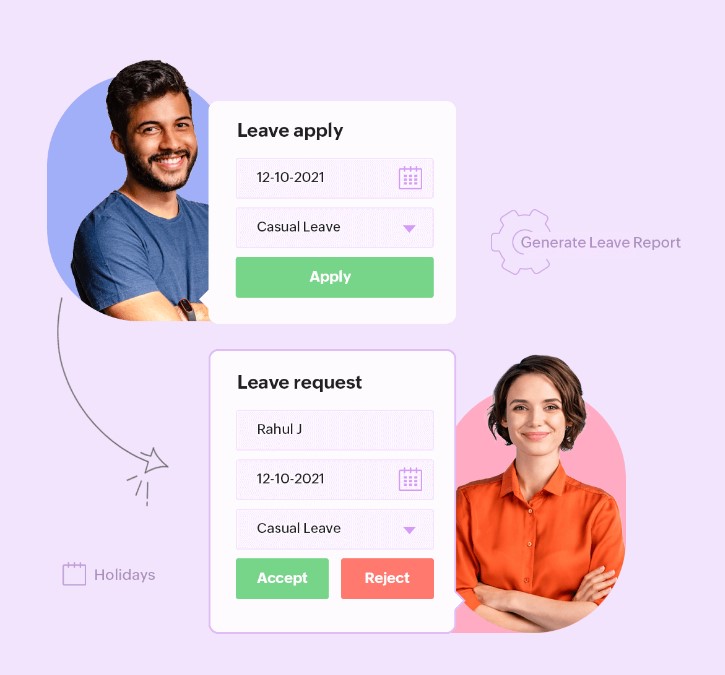 Leave apply
12-10-2021
Casual Leave
Apply
Generate Leave Report
Leave request
Rahul J
12-10-2021
Casual Leave
Accept
Reject
Holidays